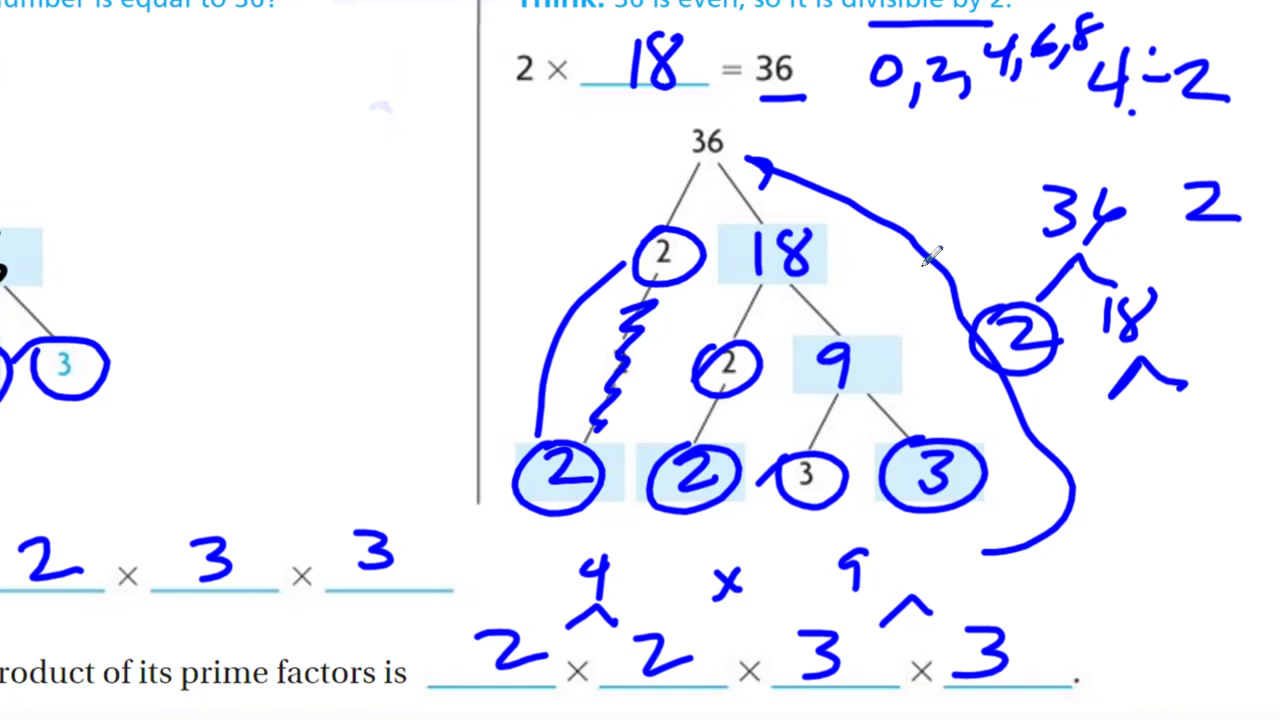 number is equal to 36?
Think: 36 is even, so it is divisible by 2.
2 × 18 = 36
0, 2, 4, 6, 8
4 ÷ 2
36
2 18
2 9
2 2 3 3
36 2
2 18
3
2 × 3 × 3
4 x 9
roduct of its prime factors is 2 × 2 × 3 × 3.